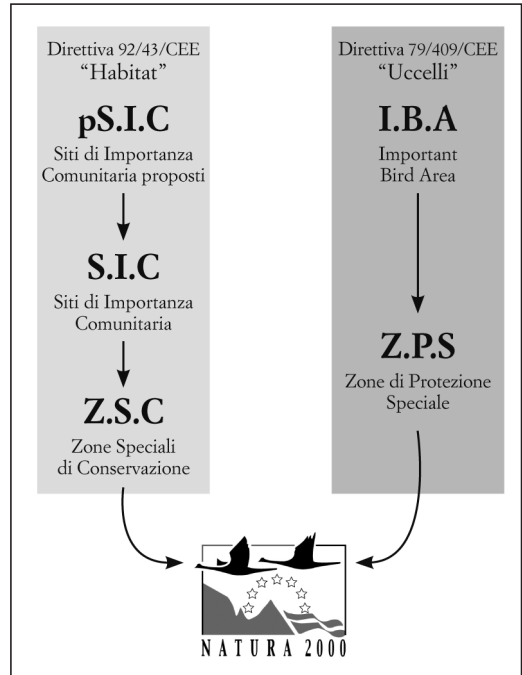 Direttiva 92/43/CEE
“Habitat”
pS.I.C
Siti di Importanza
Comunitaria proposti
S.I.C
Siti di Importanza
Comunitaria
Z.S.C
Zone Speciali
di Conservazione
Direttiva 79/409/CEE
“Uccelli”
I.B.A
Important
Bird Area
Z.P.S
Zone di Protezione
Speciale
NATURA 2000